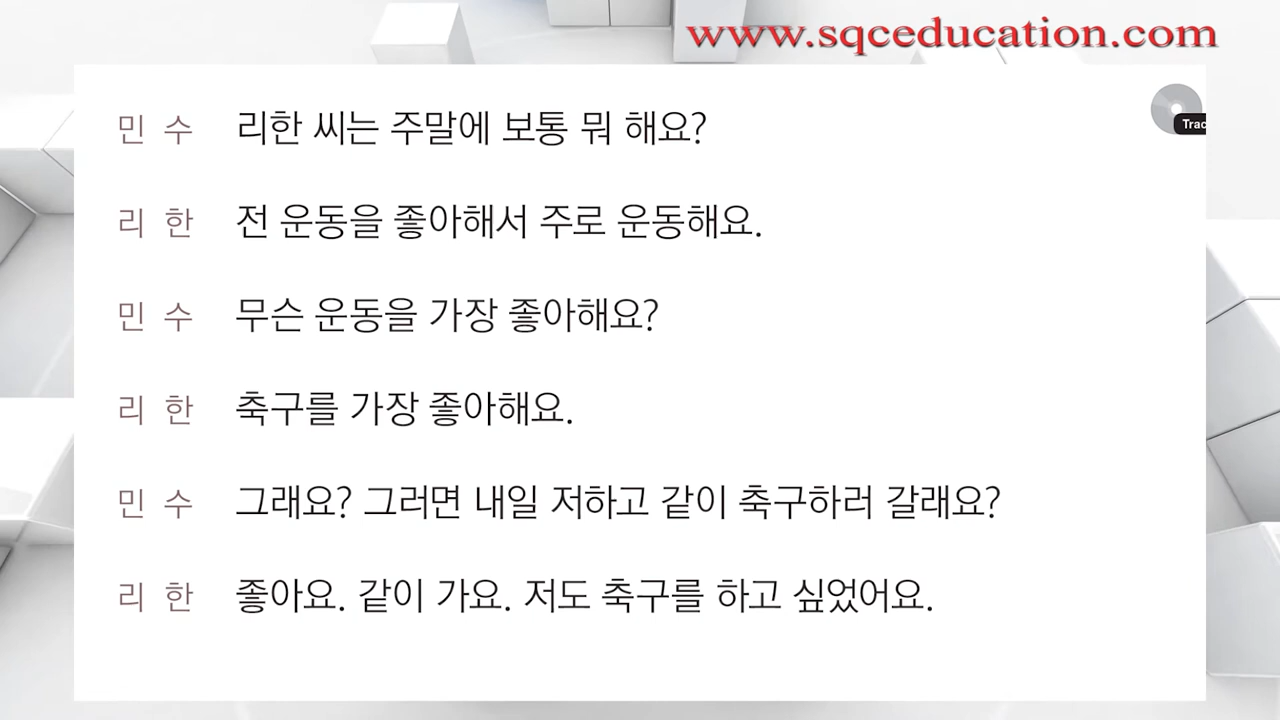 www.sqceducation.com
민 수 리한 씨는 주말에 보통 뭐 해요?
리 한 전 운동을 좋아해서 주로 운동해요.
민 수 무슨 운동을 가장 좋아해요?
리 한 축구를 가장 좋아해요.
민 수 그래요? 그러면 내일 저하고 같이 축구하러 갈래요?
리 한 좋아요. 같이 가요. 저도 축구를 하고 싶었어요.